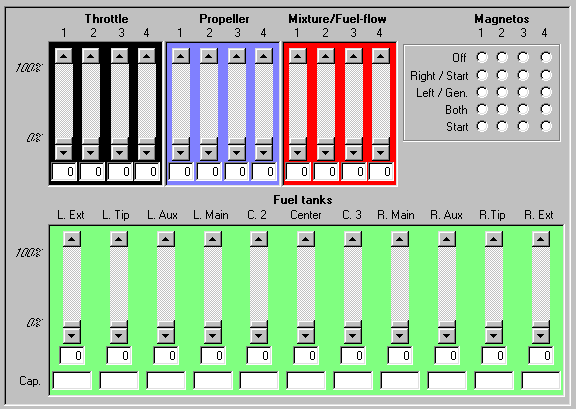 Throttle Propeller Mixture/Fuel-flow Magnetos
1 2 3 4 1 2 3 4 1 2 3 4 1 2 3 4
Off
100%
Right / Start
Left / Gen.
Both
Start
0%
0 0 0 0 0 0 0 0 0 0 0 0
Fuel tanks
L. Ext L. Tip L. Aux L. Main C. 2 Center C. 3 R. Main R. Aux R.Tip R. Ext
100%
0%
0 0 0 0 0 0 0 0 0 0 0
Cap.